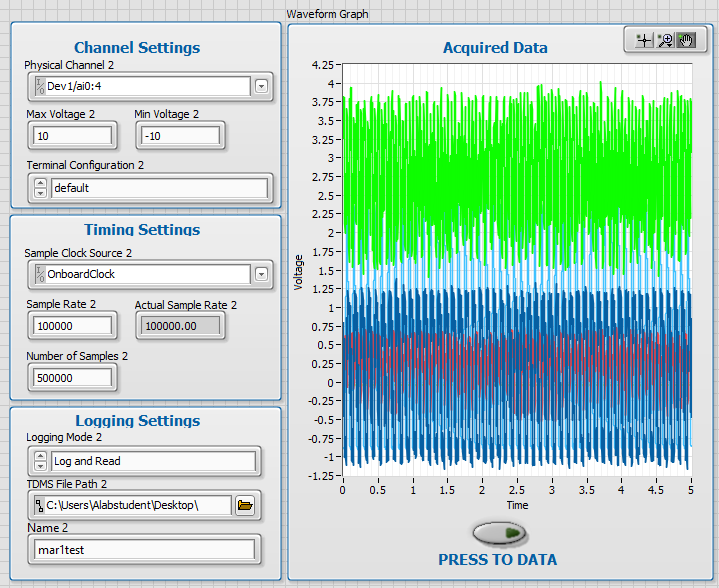 Waveform Graph
Channel Settings
Physical Channel 2
Dev1/ai0:4
Max Voltage 2
Min Voltage 2
10
-10
Terminal Configuration 2
default
Timing Settings
Sample Clock Source 2
OnboardClock
Sample Rate 2
Actual Sample Rate 2
100000
100000.00
Number of Samples 2
500000
Logging Settings
Logging Mode 2
Log and Read
TDMS File Path 2
C:\Users\Alabstudent\Desktop\
Name 2
mar1test
Acquired Data
Voltage
4.25
4
3.75
3.5
3.25
3
2.75
2.5
2.25
2
1.75
1.5
1.25
1
0.75
0.5
0.25
0
-0.25
-0.5
-0.75
-1
-1.25
0 0.5 1 1.5 2 2.5 3 3.5 4 4.5 5
Time
PRESS TO DATA